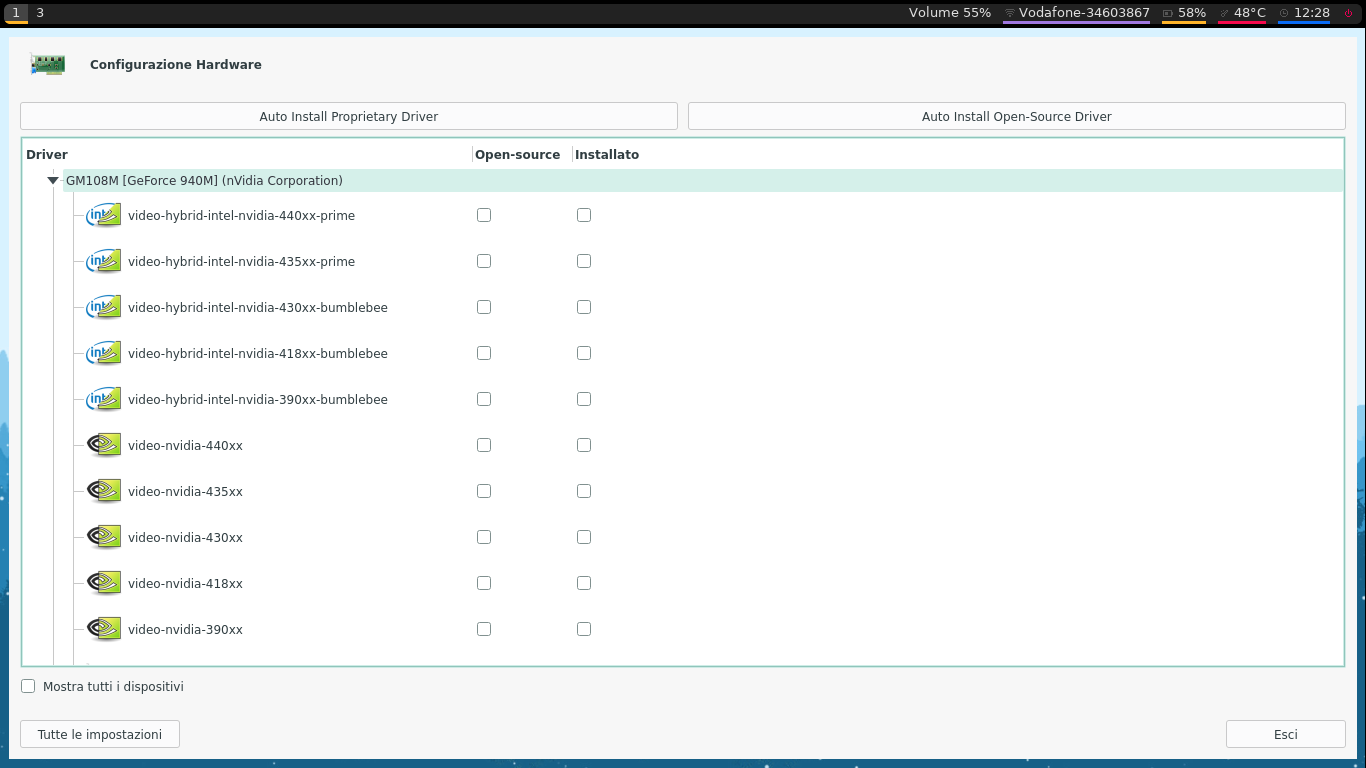 1 3 Volume 55% Vodafone-34603867 58% 48°C 12:28
Configurazione Hardware
Auto Install Proprietary Driver Auto Install Open-Source Driver
Driver Open-source Installato
GM108M [GeForce 940M] (nVidia Corporation)
video-hybrid-intel-nvidia-440xx-prime
video-hybrid-intel-nvidia-435xx-prime
video-hybrid-intel-nvidia-430xx-bumblebee
video-hybrid-intel-nvidia-418xx-bumblebee
video-hybrid-intel-nvidia-390xx-bumblebee
video-nvidia-440xx
video-nvidia-435xx
video-nvidia-430xx
video-nvidia-418xx
video-nvidia-390xx
Mostra tutti i dispositivi
Tutte le impostazioni Esci